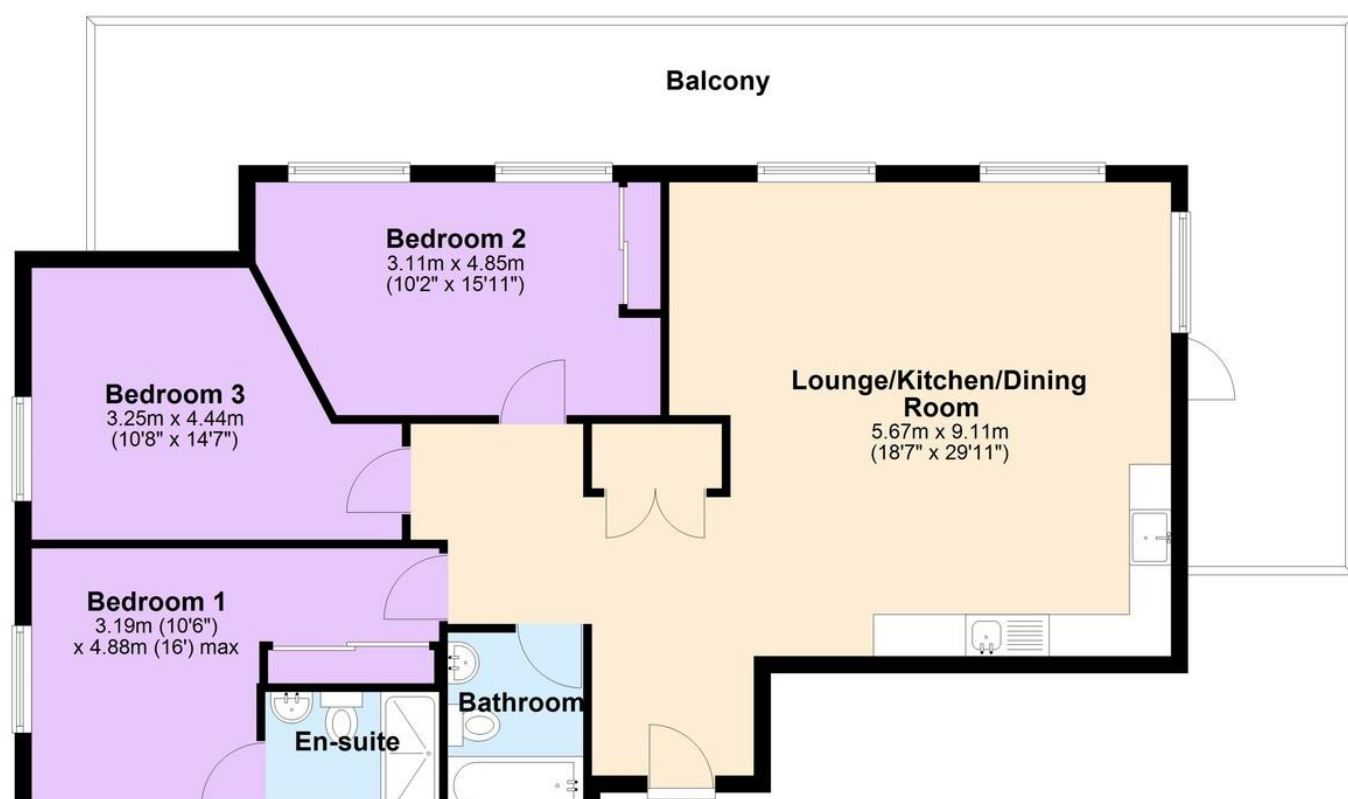 Balcony
Bedroom 2
3.11m x 4.85m
(10'2" x 15'11")
Bedroom 3
3.25m x 4.44m
(10'8" x 14'7")
Lounge/Kitchen/Dining
Room
5.67m x 9.11m
(18'7" x 29'11")
Bedroom 1
3.19m (10'6")
x 4.88m (16') max
En-suite
Bathroom